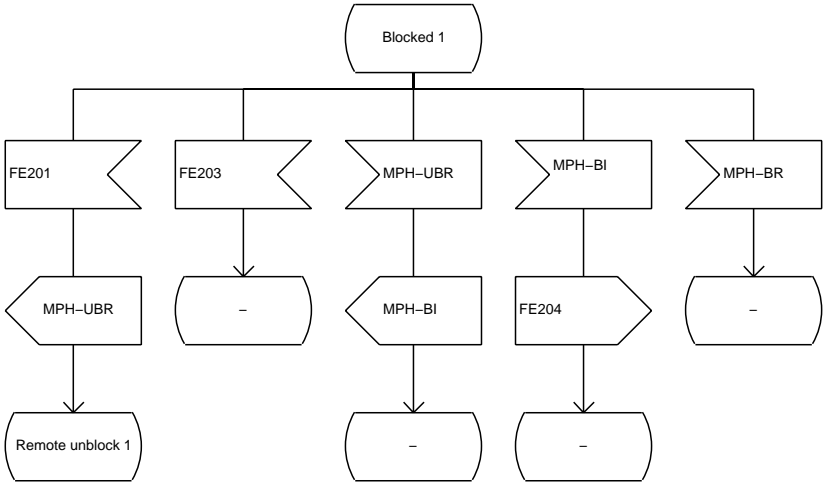 Blocked 1
FE201
FE203
MPH−UBR
MPH−BI
MPH−BR
MPH−UBR
–
MPH−BI
FE204
–
Remote unblock 1
–
–